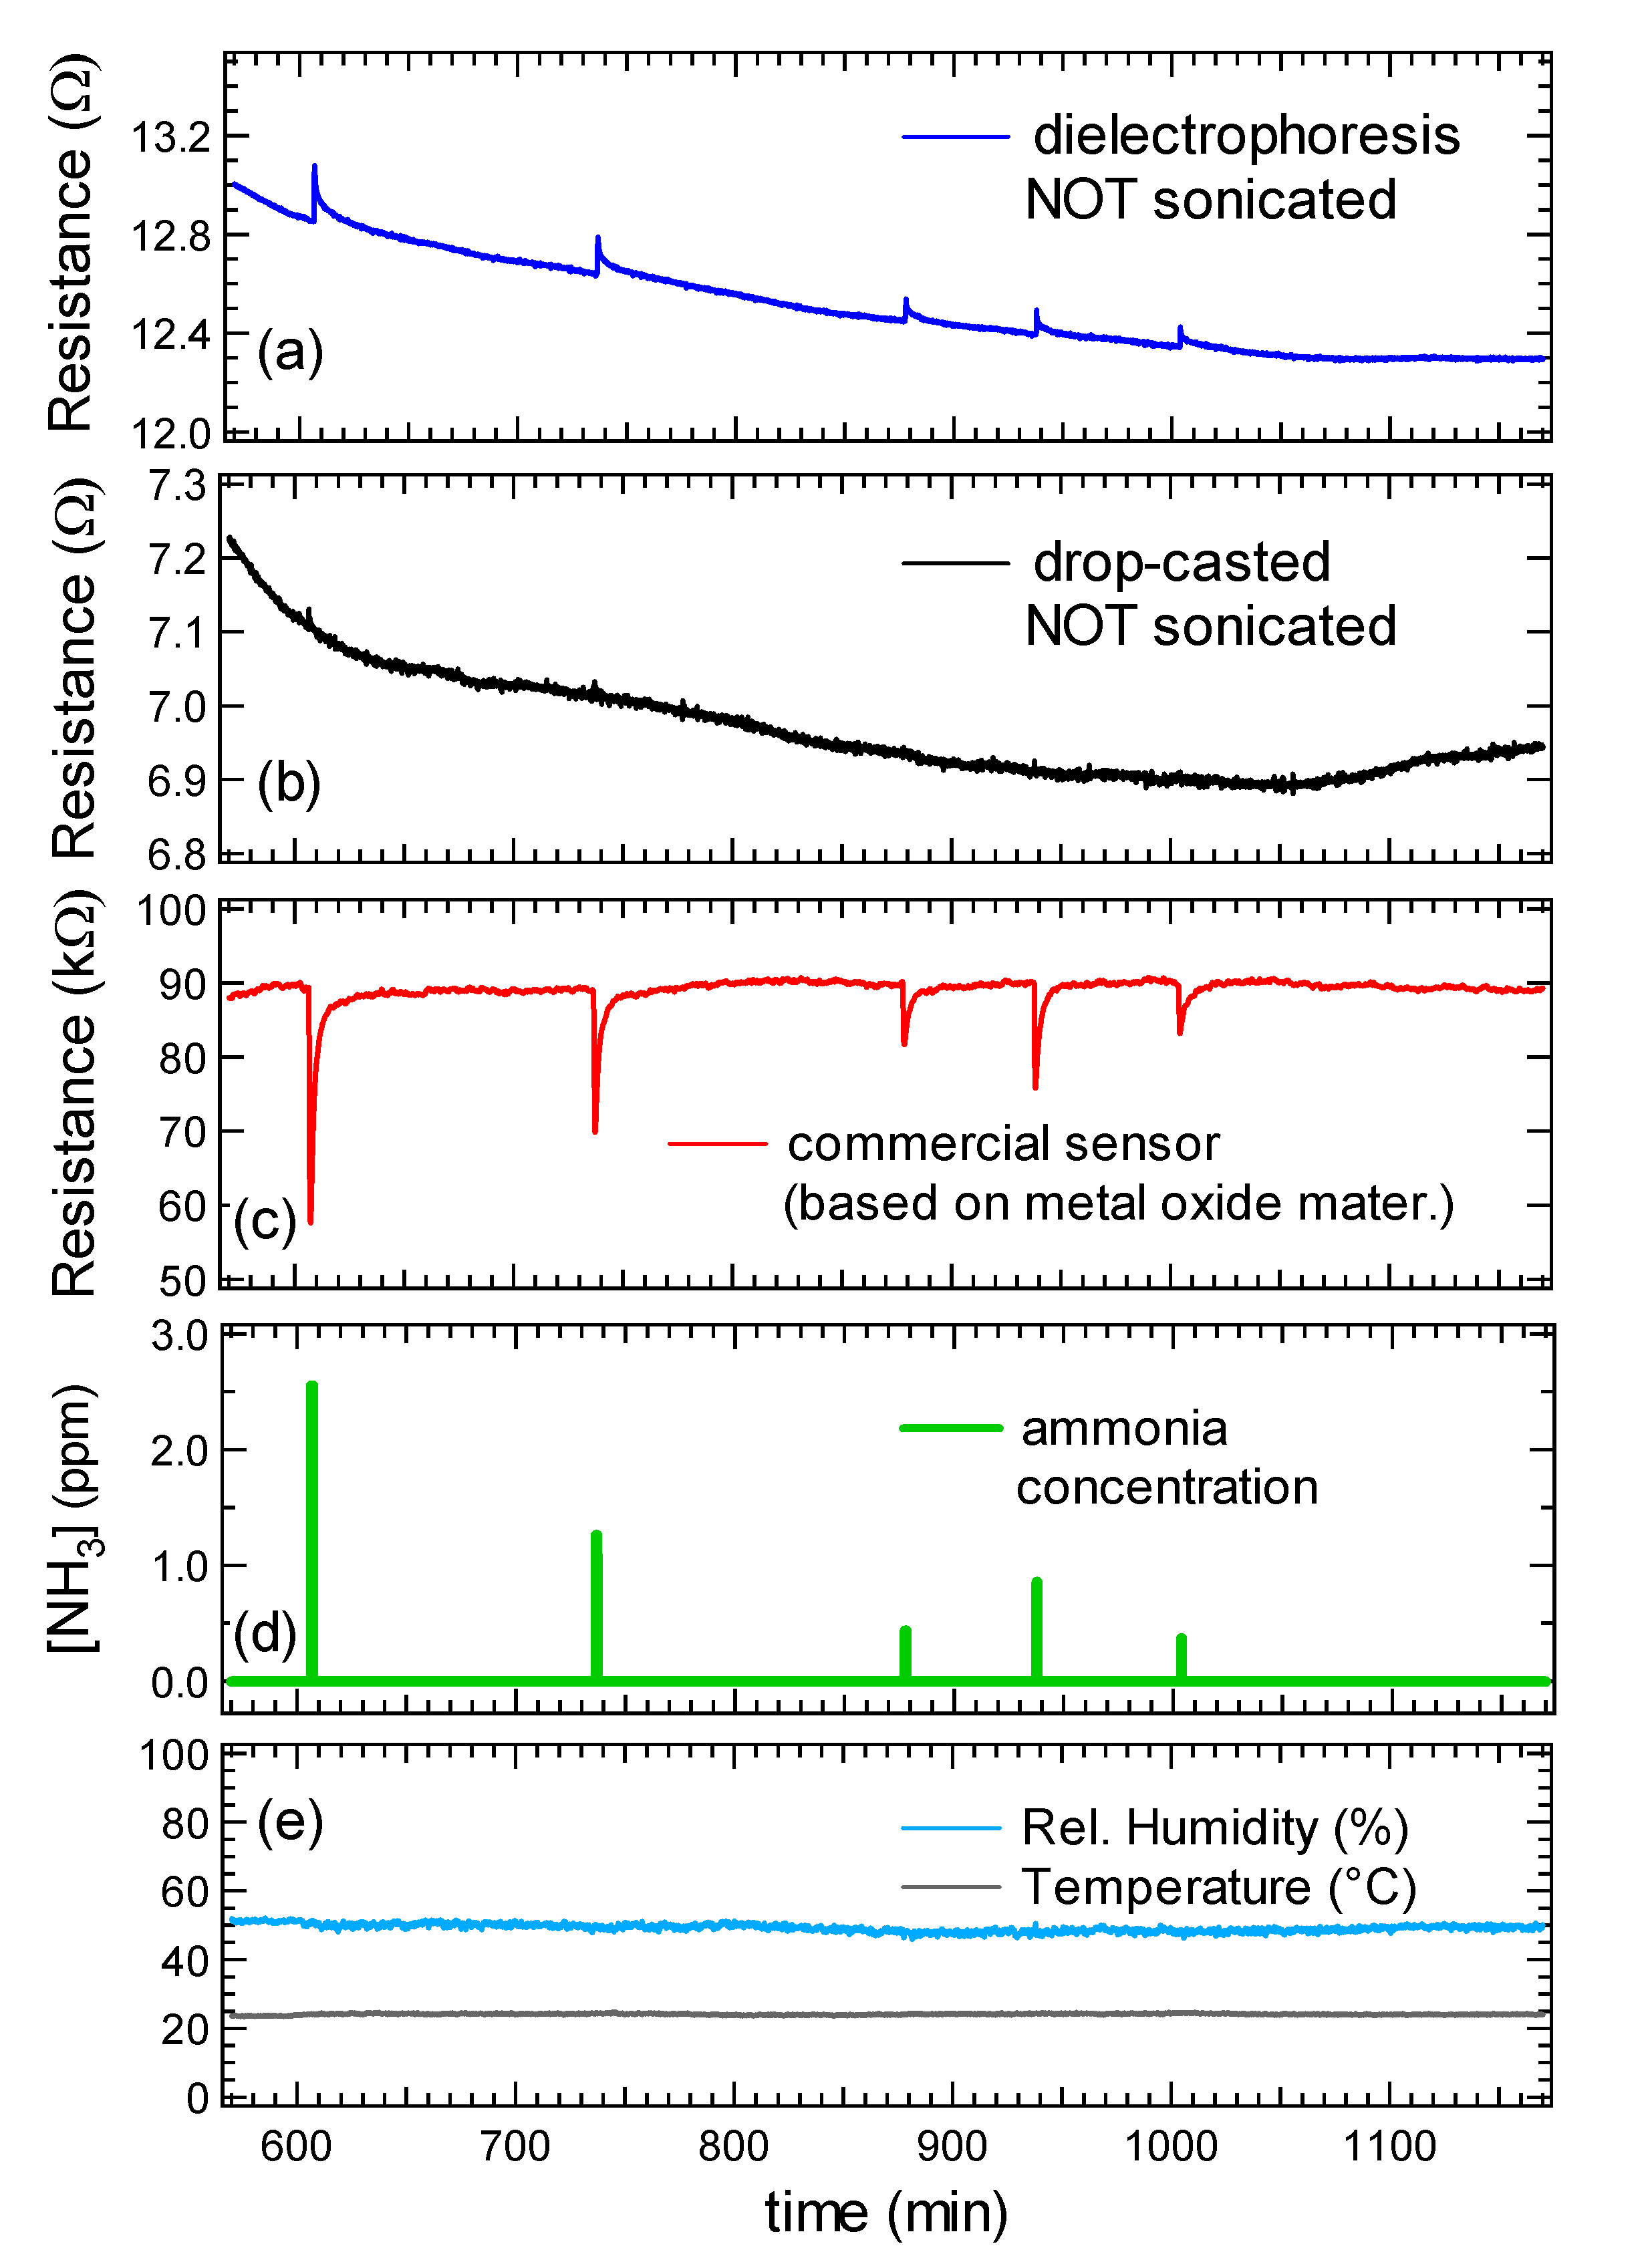 Resistance (Ω)
13.2
12.8
12.4
12.0
dielectrophoresis
NOT sonicated
(a)
Resistance (Ω)
7.3
7.2
7.1
7.0
6.9
6.8
drop-casted
NOT sonicated
(b)
Resistance (kΩ)
100
90
80
70
60
50
commercial sensor
(based on metal oxide mater.)
(c)
[NH₃] (ppm)
3.0
2.0
1.0
0.0
ammonia
concentration
(d)
100
80
60
40
20
0
(e)
Rel. Humidity (%)
Temperature (°C)
600 700 800 900 1000 1100
time (min)